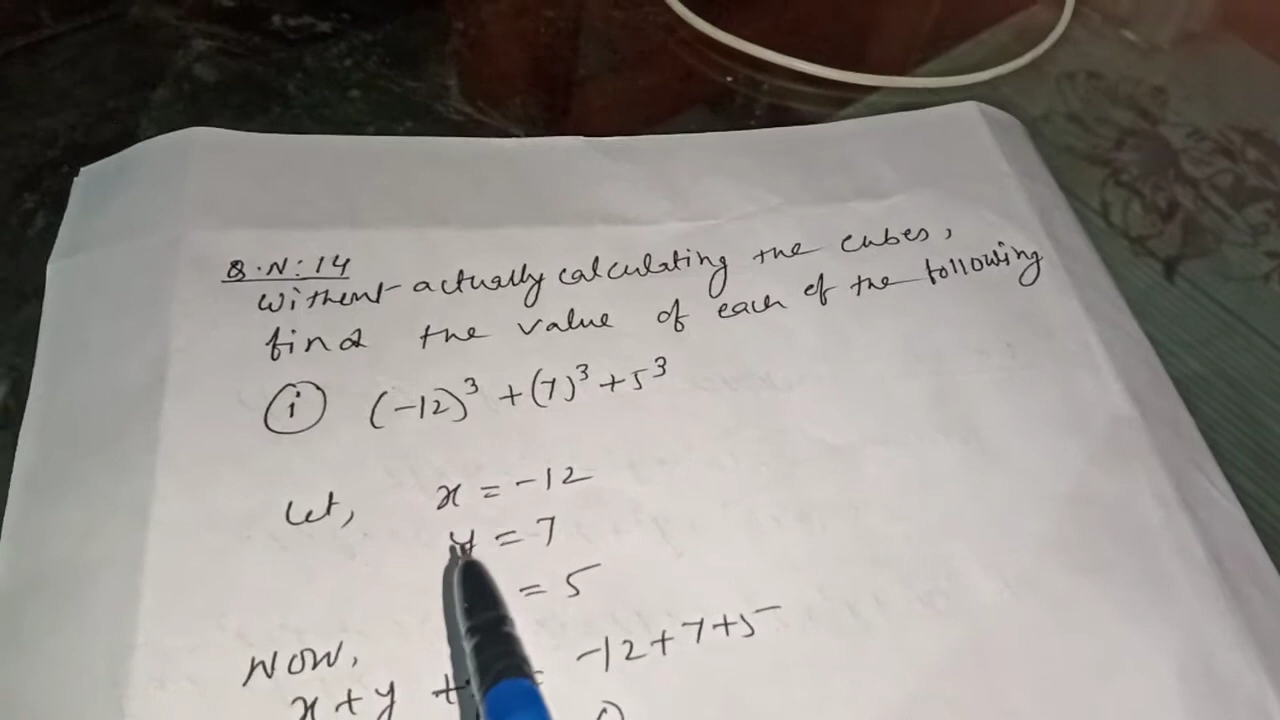 Q.N:14
Without actually calculating the cubes,
find the value of each of the following
(i) (-12)³ + (7)³ + 5³
Let, x = -12
y = 7
= 5
Now,
x + y + = -12 + 7 + 5